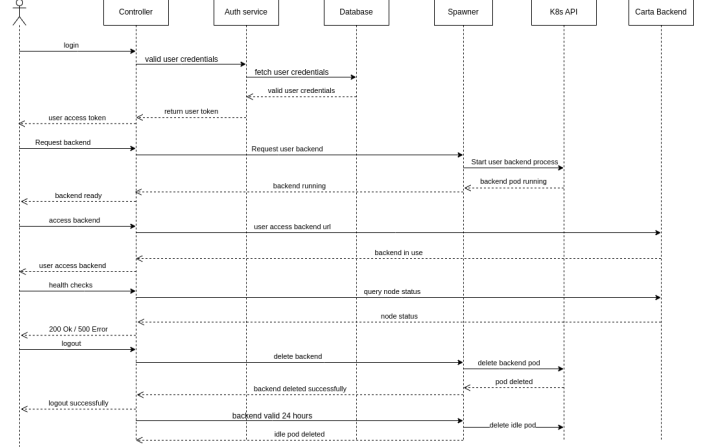 Controller
Auth service
Database
Spawner
K8s API
Carta Backend
login
valid user credentials
fetch user credentials
valid user credentials
return user token
user access token
Request backend
Request user backend
Start user backend process
backend pod running
backend running
backend ready
access backend
user access backend url
backend in use
user access backend
health checks
query node status
node status
200 Ok / 500 Error
logout
delete backend
delete backend pod
pod deleted
backend deleted successfully
logout successfully
backend valid 24 hours
delete idle pod
idle pod deleted